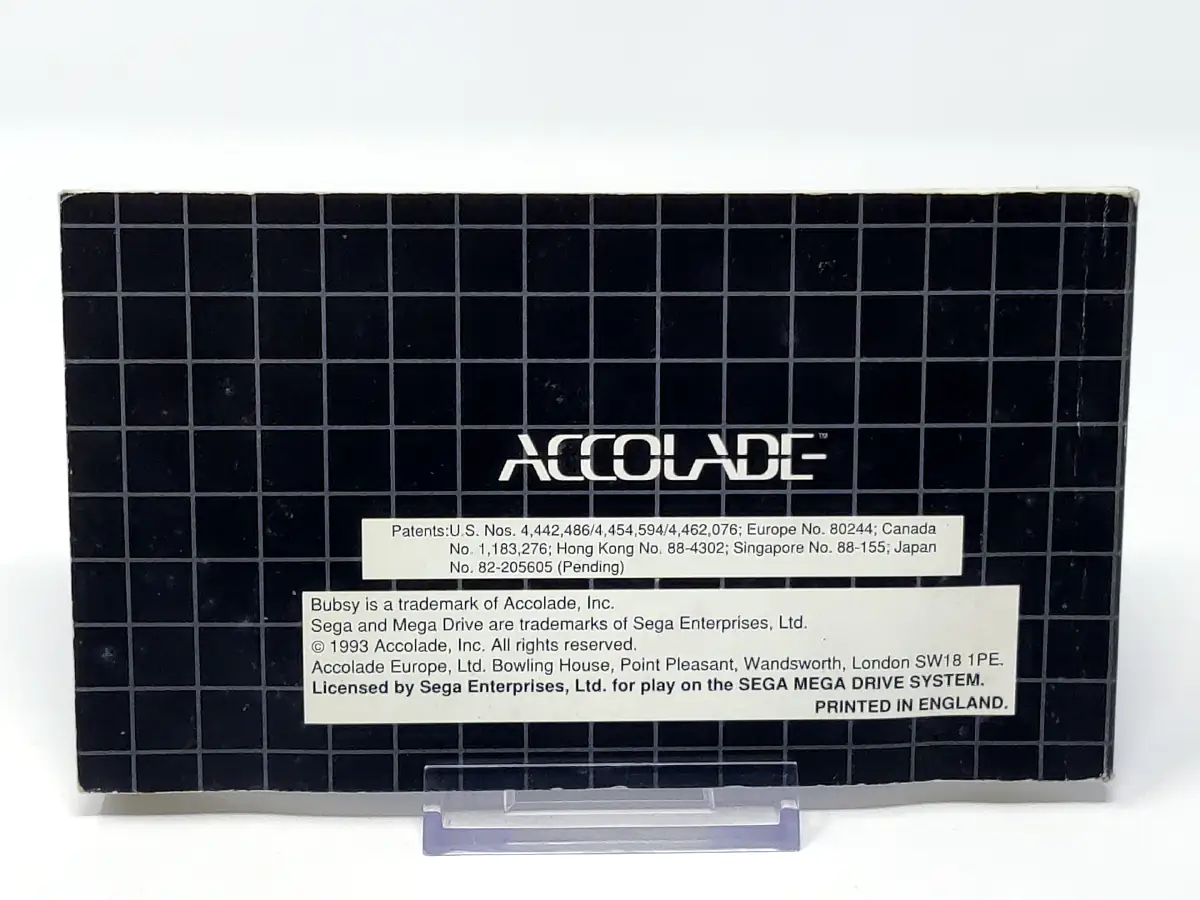 ACCOLADE™
Patents:U.S. Nos. 4,442,486/4,454,594/4,462,076; Europe No. 80244; Canada
No. 1,183,276; Hong Kong No. 88-4302; Singapore No. 88-155; Japan
No. 82-205605 (Pending)
Bubsy is a trademark of Accolade, Inc.
Sega and Mega Drive are trademarks of Sega Enterprises, Ltd.
© 1993 Accolade, Inc. All rights reserved.
Accolade Europe, Ltd. Bowling House, Point Pleasant, Wandsworth, London SW18 1PE.
Licensed by Sega Enterprises, Ltd. for play on the SEGA MEGA DRIVE SYSTEM.
PRINTED IN ENGLAND.